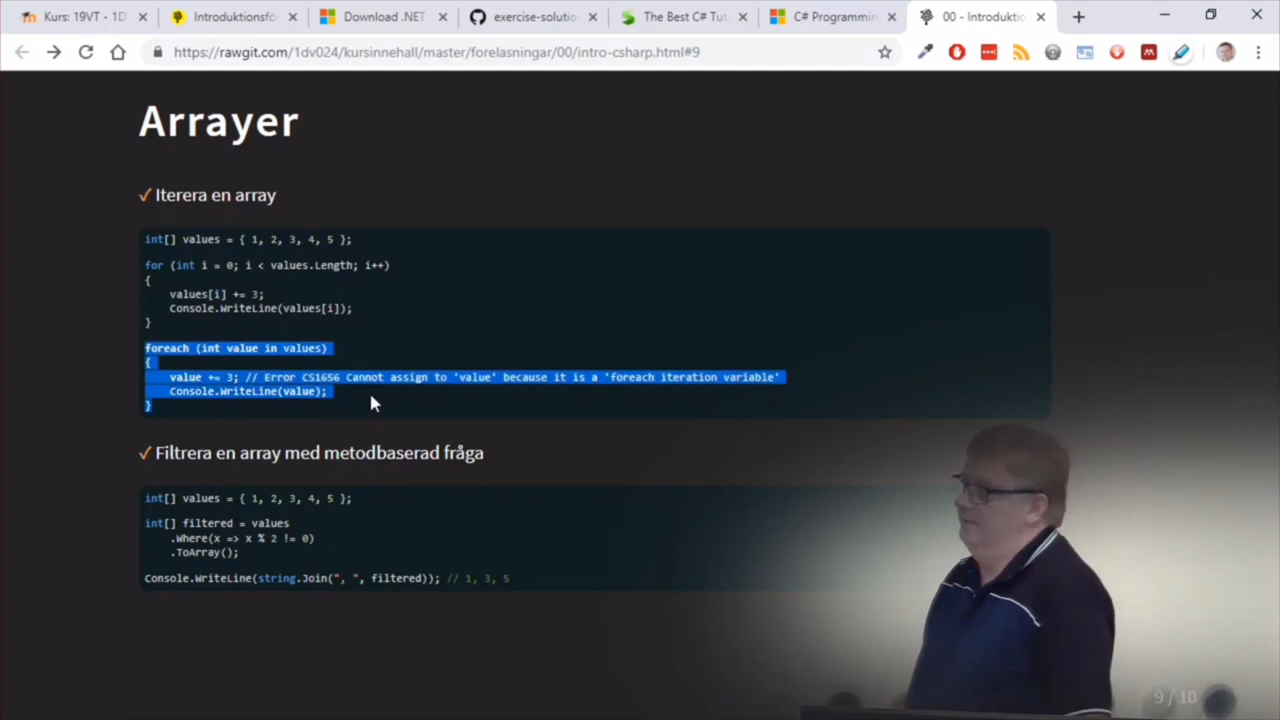 Kurs: 19VT - 1D
Introduktionsför
Download .NET
exercise-solutio
The Best C# Tut
C# Programmin
00 - Introduktio
https://rawgit.com/1dv024/kursinnehall/master/forelasningar/00/intro-csharp.html#9
Arrayer
✓ Iterera en array
int[] values = { 1, 2, 3, 4, 5 };
for (int i = 0; i < values.Length; i++)
{
values[i] += 3;
Console.WriteLine(values[i]);
}
foreach (int value in values)
{
value += 3; // Error CS1656 Cannot assign to 'value' because it is a 'foreach iteration variable'
Console.WriteLine(value);
}
✓ Filtrera en array med metodbaserad fråga
int[] values = { 1, 2, 3, 4, 5 };
int[] filtered = values
.Where(x => x % 2 != 0)
.ToArray();
Console.WriteLine(string.Join(", ", filtered)); // 1, 3, 5
9 / 10